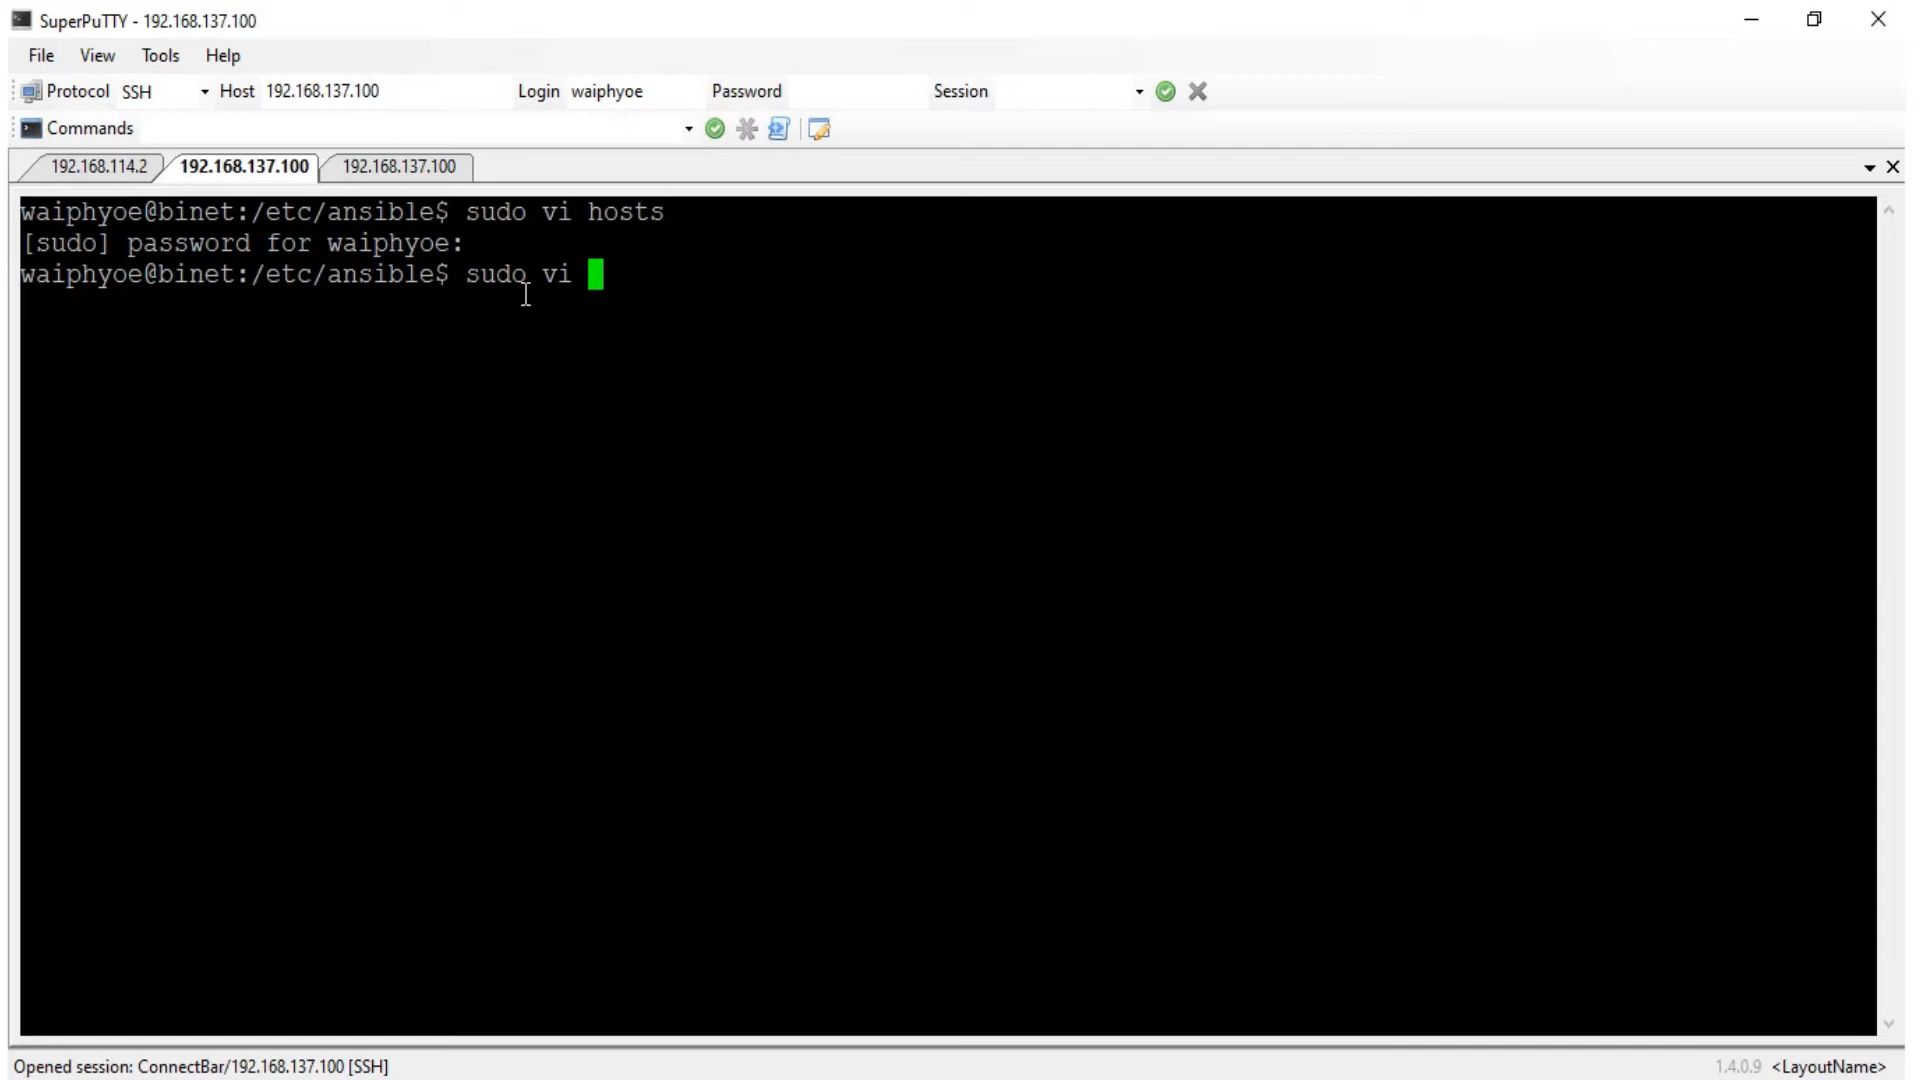 SuperPuTTY - 192.168.137.100
File View Tools Help
Protocol SSH Host 192.168.137.100 Login waiphyoe Password Session
Commands
192.168.114.2 192.168.137.100 192.168.137.100
waiphyoe@binet:/etc/ansible$ sudo vi hosts
[sudo] password for waiphyoe:
waiphyoe@binet:/etc/ansible$ sudo vi
Opened session: ConnectBar/192.168.137.100 [SSH] 1.4.0.9 <LayoutName>